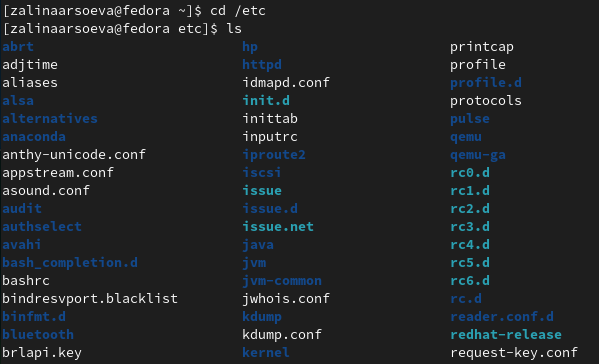 [zalinaarsoeva@fedora ~]$ cd /etc
[zalinaarsoeva@fedora etc]$ ls
abrt hp printcap
adjtime httpd profile
aliases idmapd.conf profile.d
alsa init.d protocols
alternatives inittab pulse
anaconda inputrc qemu
anthy-unicode.conf iproute2 qemu-ga
appstream.conf iscsi rc0.d
asound.conf issue rc1.d
audit issue.d rc2.d
authselect issue.net rc3.d
avahi java rc4.d
bash_completion.d jvm rc5.d
bashrc jvm-common rc6.d
bindresvport.blacklist jwhois.conf rc.d
binfmt.d kdump reader.conf.d
bluetooth kdump.conf redhat-release
brlapi.key kernel request-key.conf